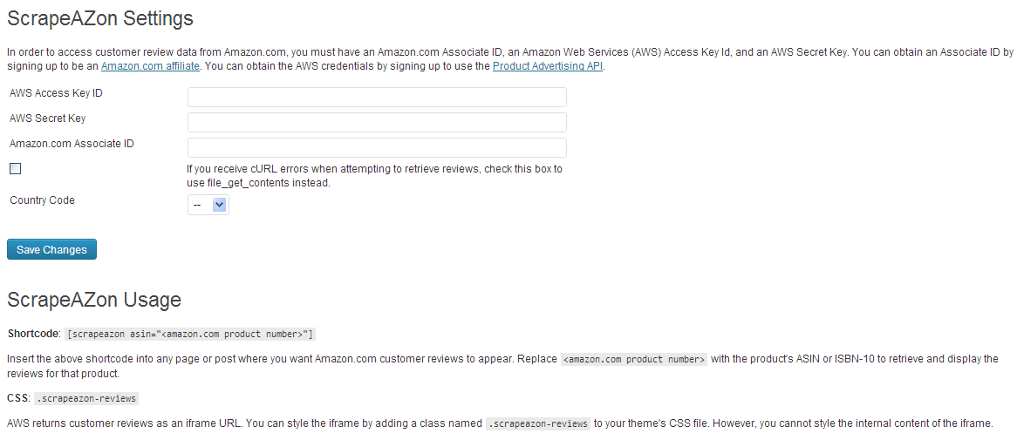 ScrapeAZon Settings
In order to access customer review data from Amazon.com, you must have an Amazon.com Associate ID, an Amazon Web Services (AWS) Access Key Id, and an AWS Secret Key. You can obtain an Associate ID by
signing up to be an Amazon.com affiliate. You can obtain the AWS credentials by signing up to use the Product Advertising API.
AWS Access Key ID
AWS Secret Key
Amazon.com Associate ID
If you receive cURL errors when attempting to retrieve reviews, check this box to
use file_get_contents instead.
Country Code --
Save Changes
ScrapeAZon Usage
Shortcode: [scrapeazon asin="<amazon.com product number>"]
Insert the above shortcode into any page or post where you want Amazon.com customer reviews to appear. Replace <amazon.com product number> with the product's ASIN or ISBN-10 to retrieve and display the
reviews for that product.
CSS: .scrapeazon-reviews
AWS returns customer reviews as an iframe URL. You can style the iframe by adding a class named .scrapeazon-reviews to your theme's CSS file. However, you cannot style the internal content of the iframe.